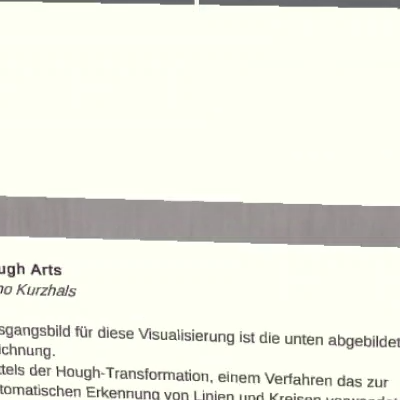 ugh Arts
no Kurzhals
sgangsbild für diese Visualisierung ist die unten abgebildet
ichnung.
ttels der Hough-Transformation, einem Verfahren das zur
tomatischen Erkennung von Linien und Kreisen